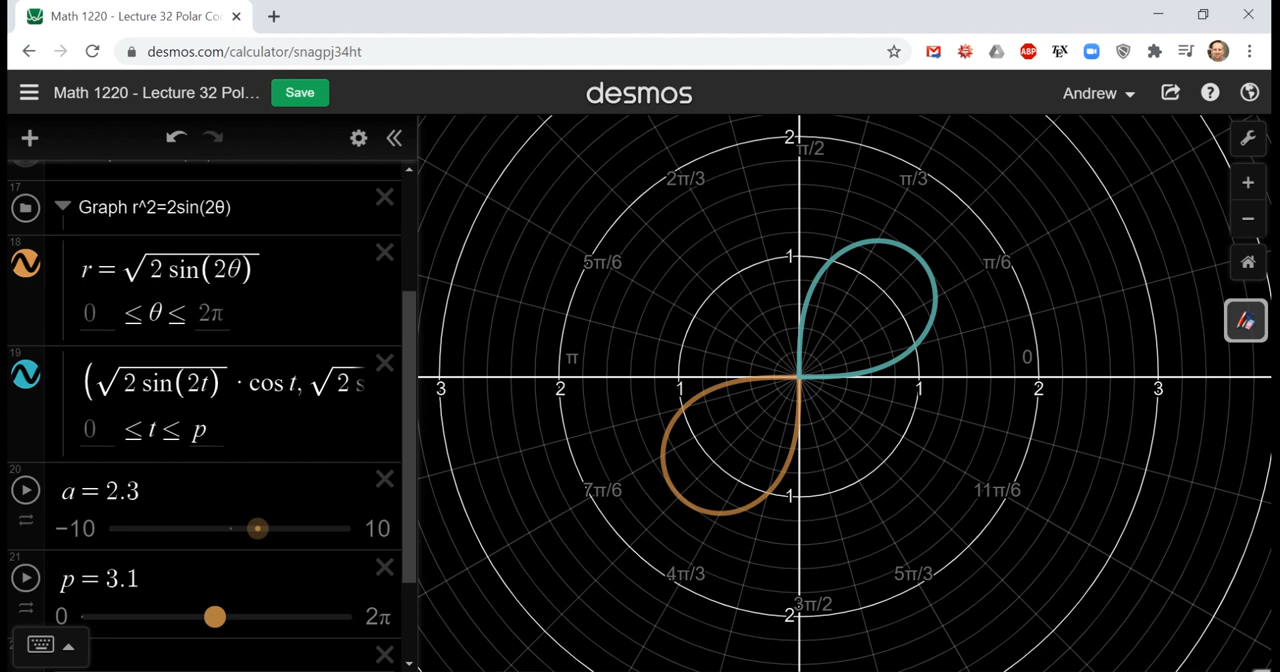 Math 1220 - Lecture 32 Polar Co
desmos.com/calculator/snagpj34ht
ABP
TEX
Math 1220 - Lecture 32 Pol...
Save
desmos
Andrew
17
Graph r^2=2sin(2θ)
18
r = √2 sin(2θ)
0 ≤ θ ≤ 2π
19
(√2 sin(2t) · cos t, √2 s
0 ≤ t ≤ p
20
a = 2.3
−10 10
21
p = 3.1
0 2π
2 π/2
2π/3 π/3
5π/6 1 π/6
π 0
3 2 1 1 2 3
7π/6 1 11π/6
4π/3 5π/3
2 3π/2